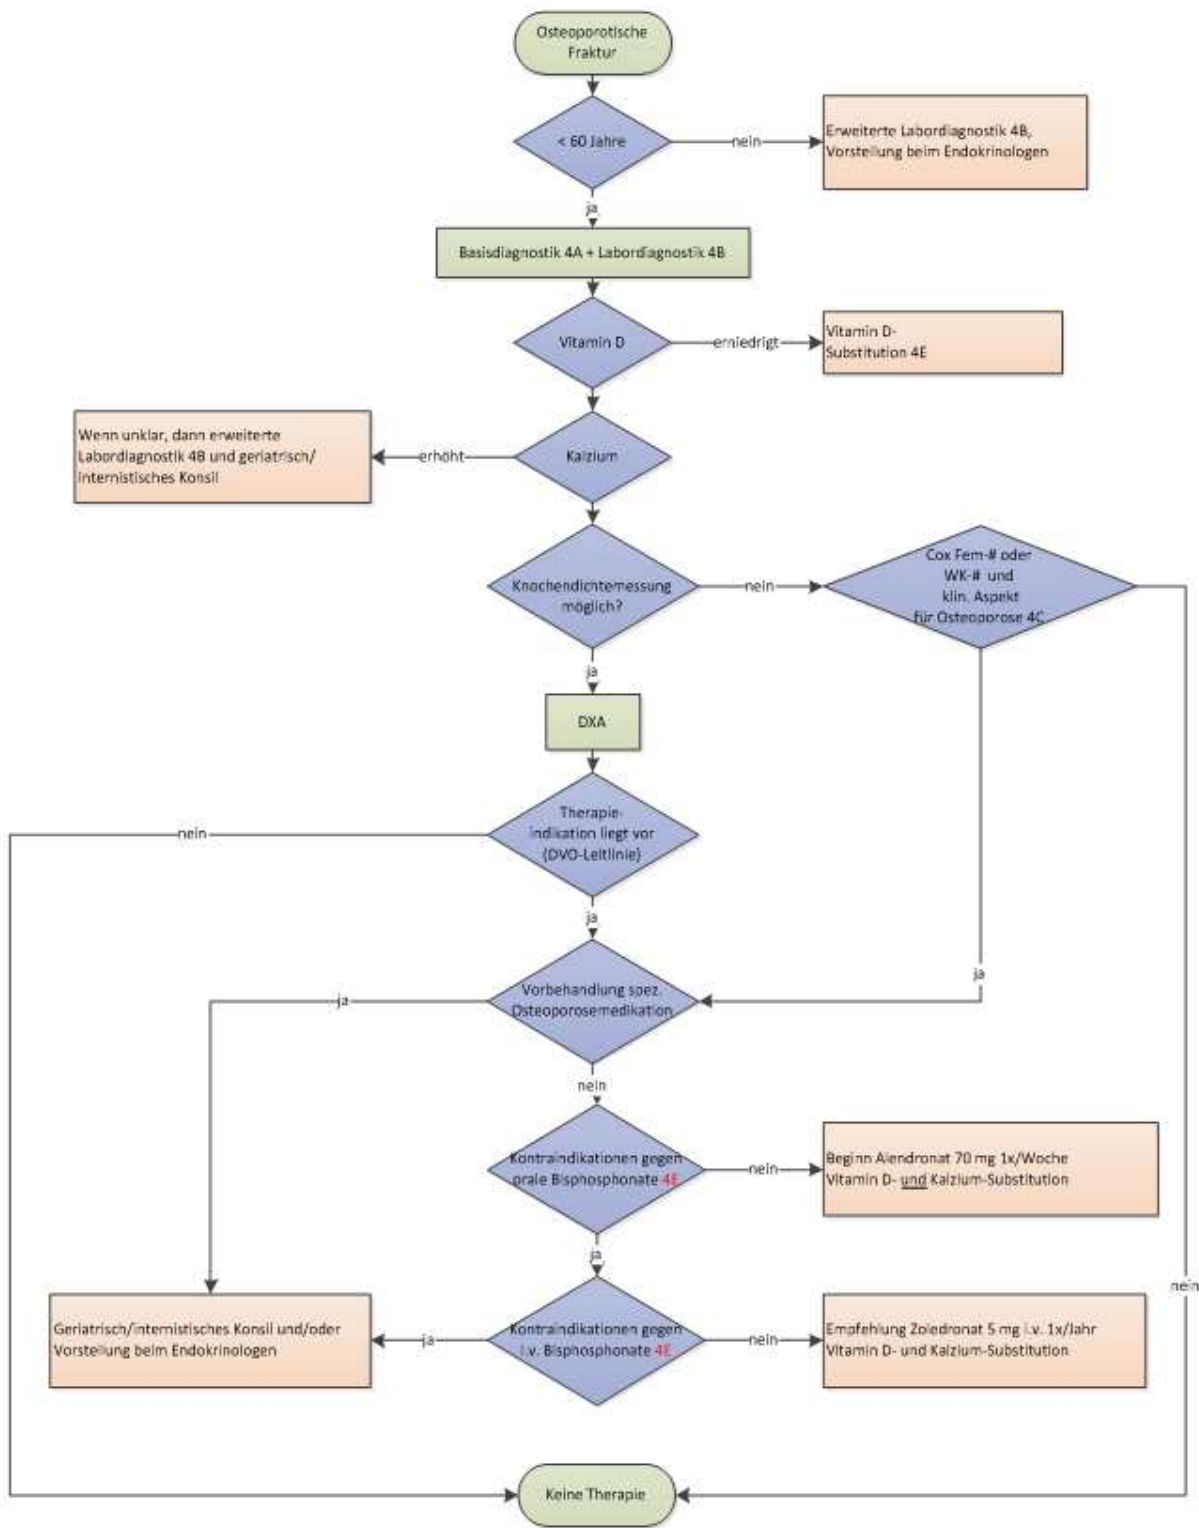 Osteoporotische
Fraktur
< 60 Jahre
nein
Erweiterte Labordiagnostik 4B,
Vorstellung beim Endokrinologen
ja
Basisdiagnostik 4A + Labordiagnostik 4B
Vitamin D
erniedrigt
Vitamin D-
Substitution 4E
Kalzium
erhöht
Wenn unklar, dann erweiterte
Labordiagnostik 4B und geriatrisch/
internistisches Konsil
Knochendichtemessung
möglich?
nein
Cox Fem-# oder
WK-# und
klin. Aspekt
für Osteoporose 4C
ja
DXA
Therapie-
indikation liegt vor
(DVO-Leitlinie)
nein
ja
Vorbehandlung spez.
Osteoporosemedikation
ja
ja
nein
Kontraindikationen gegen
orale Bisphosphonate 4E
nein
Beginn Alendronat 70 mg 1x/Woche
Vitamin D- und Kalzium-Substitution
ja
Kontraindikationen gegen
i.v. Bisphosphonate 4E
ja
Geriatrisch/internistisches Konsil und/oder
Vorstellung beim Endokrinologen
nein
Empfehlung Zoledronat 5 mg i.v. 1x/Jahr
Vitamin D- und Kalzium-Substitution
nein
Keine Therapie